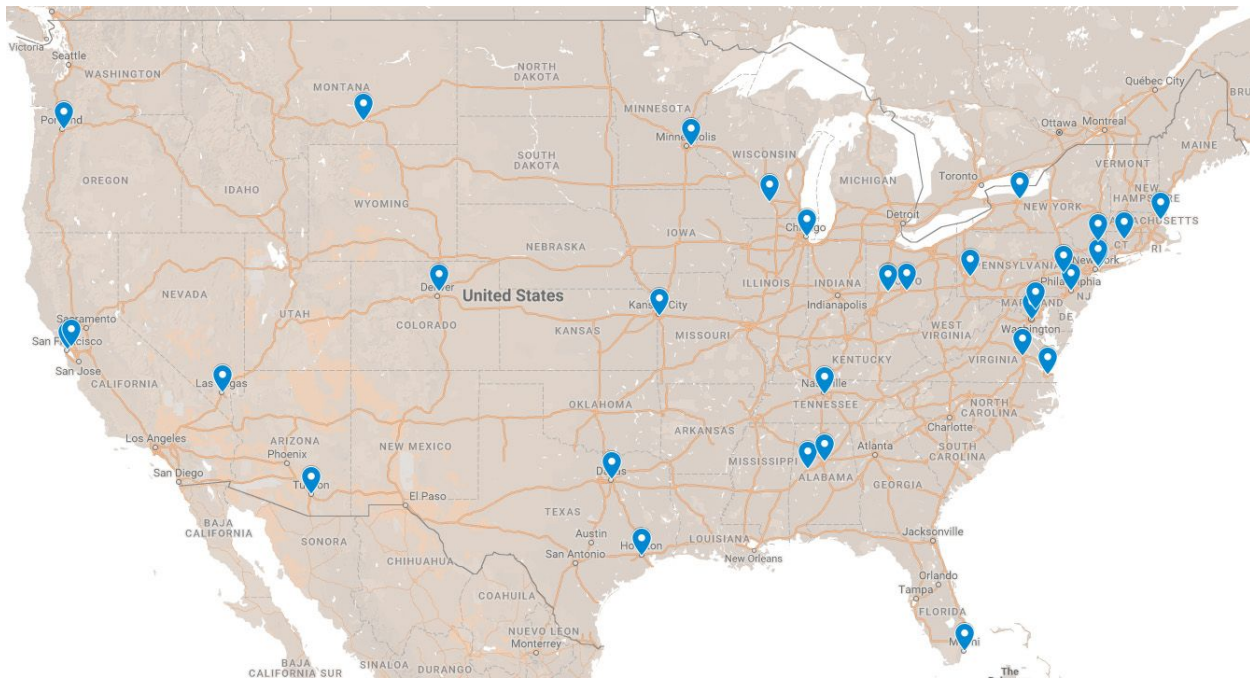 Victoria
Seattle
WASHINGTON
MONTANA
NORTH
DAKOTA
MINNESOTA
Québec City
BRU
Ottawa
Montreal
MAINE
Portland
Minneapolis
WISCONSIN
MICHIGAN
Toronto
VERMONT
NEW
HAMPSHIRE
OREGON
IDAHO
SOUTH
DAKOTA
WYOMING
NEW YORK
MASSACHUSETTS
Detroit
Chicago
IOWA
CT
RI
NEBRASKA
PENNSYLVANIA
New York
NEVADA
Denver
United States
ILLINOIS
INDIANA
OHIO
Philadelphia
NJ
Indianapolis
MARYLAND
DE
Kansas City
UTAH
COLORADO
KANSAS
MISSOURI
WEST
VIRGINIA
Washington
Sacramento
San Francisco
San Jose
CALIFORNIA
Las Vegas
KENTUCKY
VIRGINIA
Nashville
TENNESSEE
NORTH
CAROLINA
Charlotte
OKLAHOMA
ARKANSAS
Los Angeles
ARIZONA
Phoenix
NEW MEXICO
Atlanta
SOUTH
CAROLINA
San Diego
Tucson
Dallas
MISSISSIPPI
ALABAMA
GEORGIA
El Paso
TEXAS
BAJA
CALIFORNIA
SONORA
Austin
San Antonio
Houston
LOUISIANA
New Orleans
Jacksonville
CHIHUAHUA
COAHUILA
Orlando
Tampa
FLORIDA
NUEVO LEON
Monterrey
Miami
BAJA
CALIFORNIA SUR
SINALOA
DURANGO
The